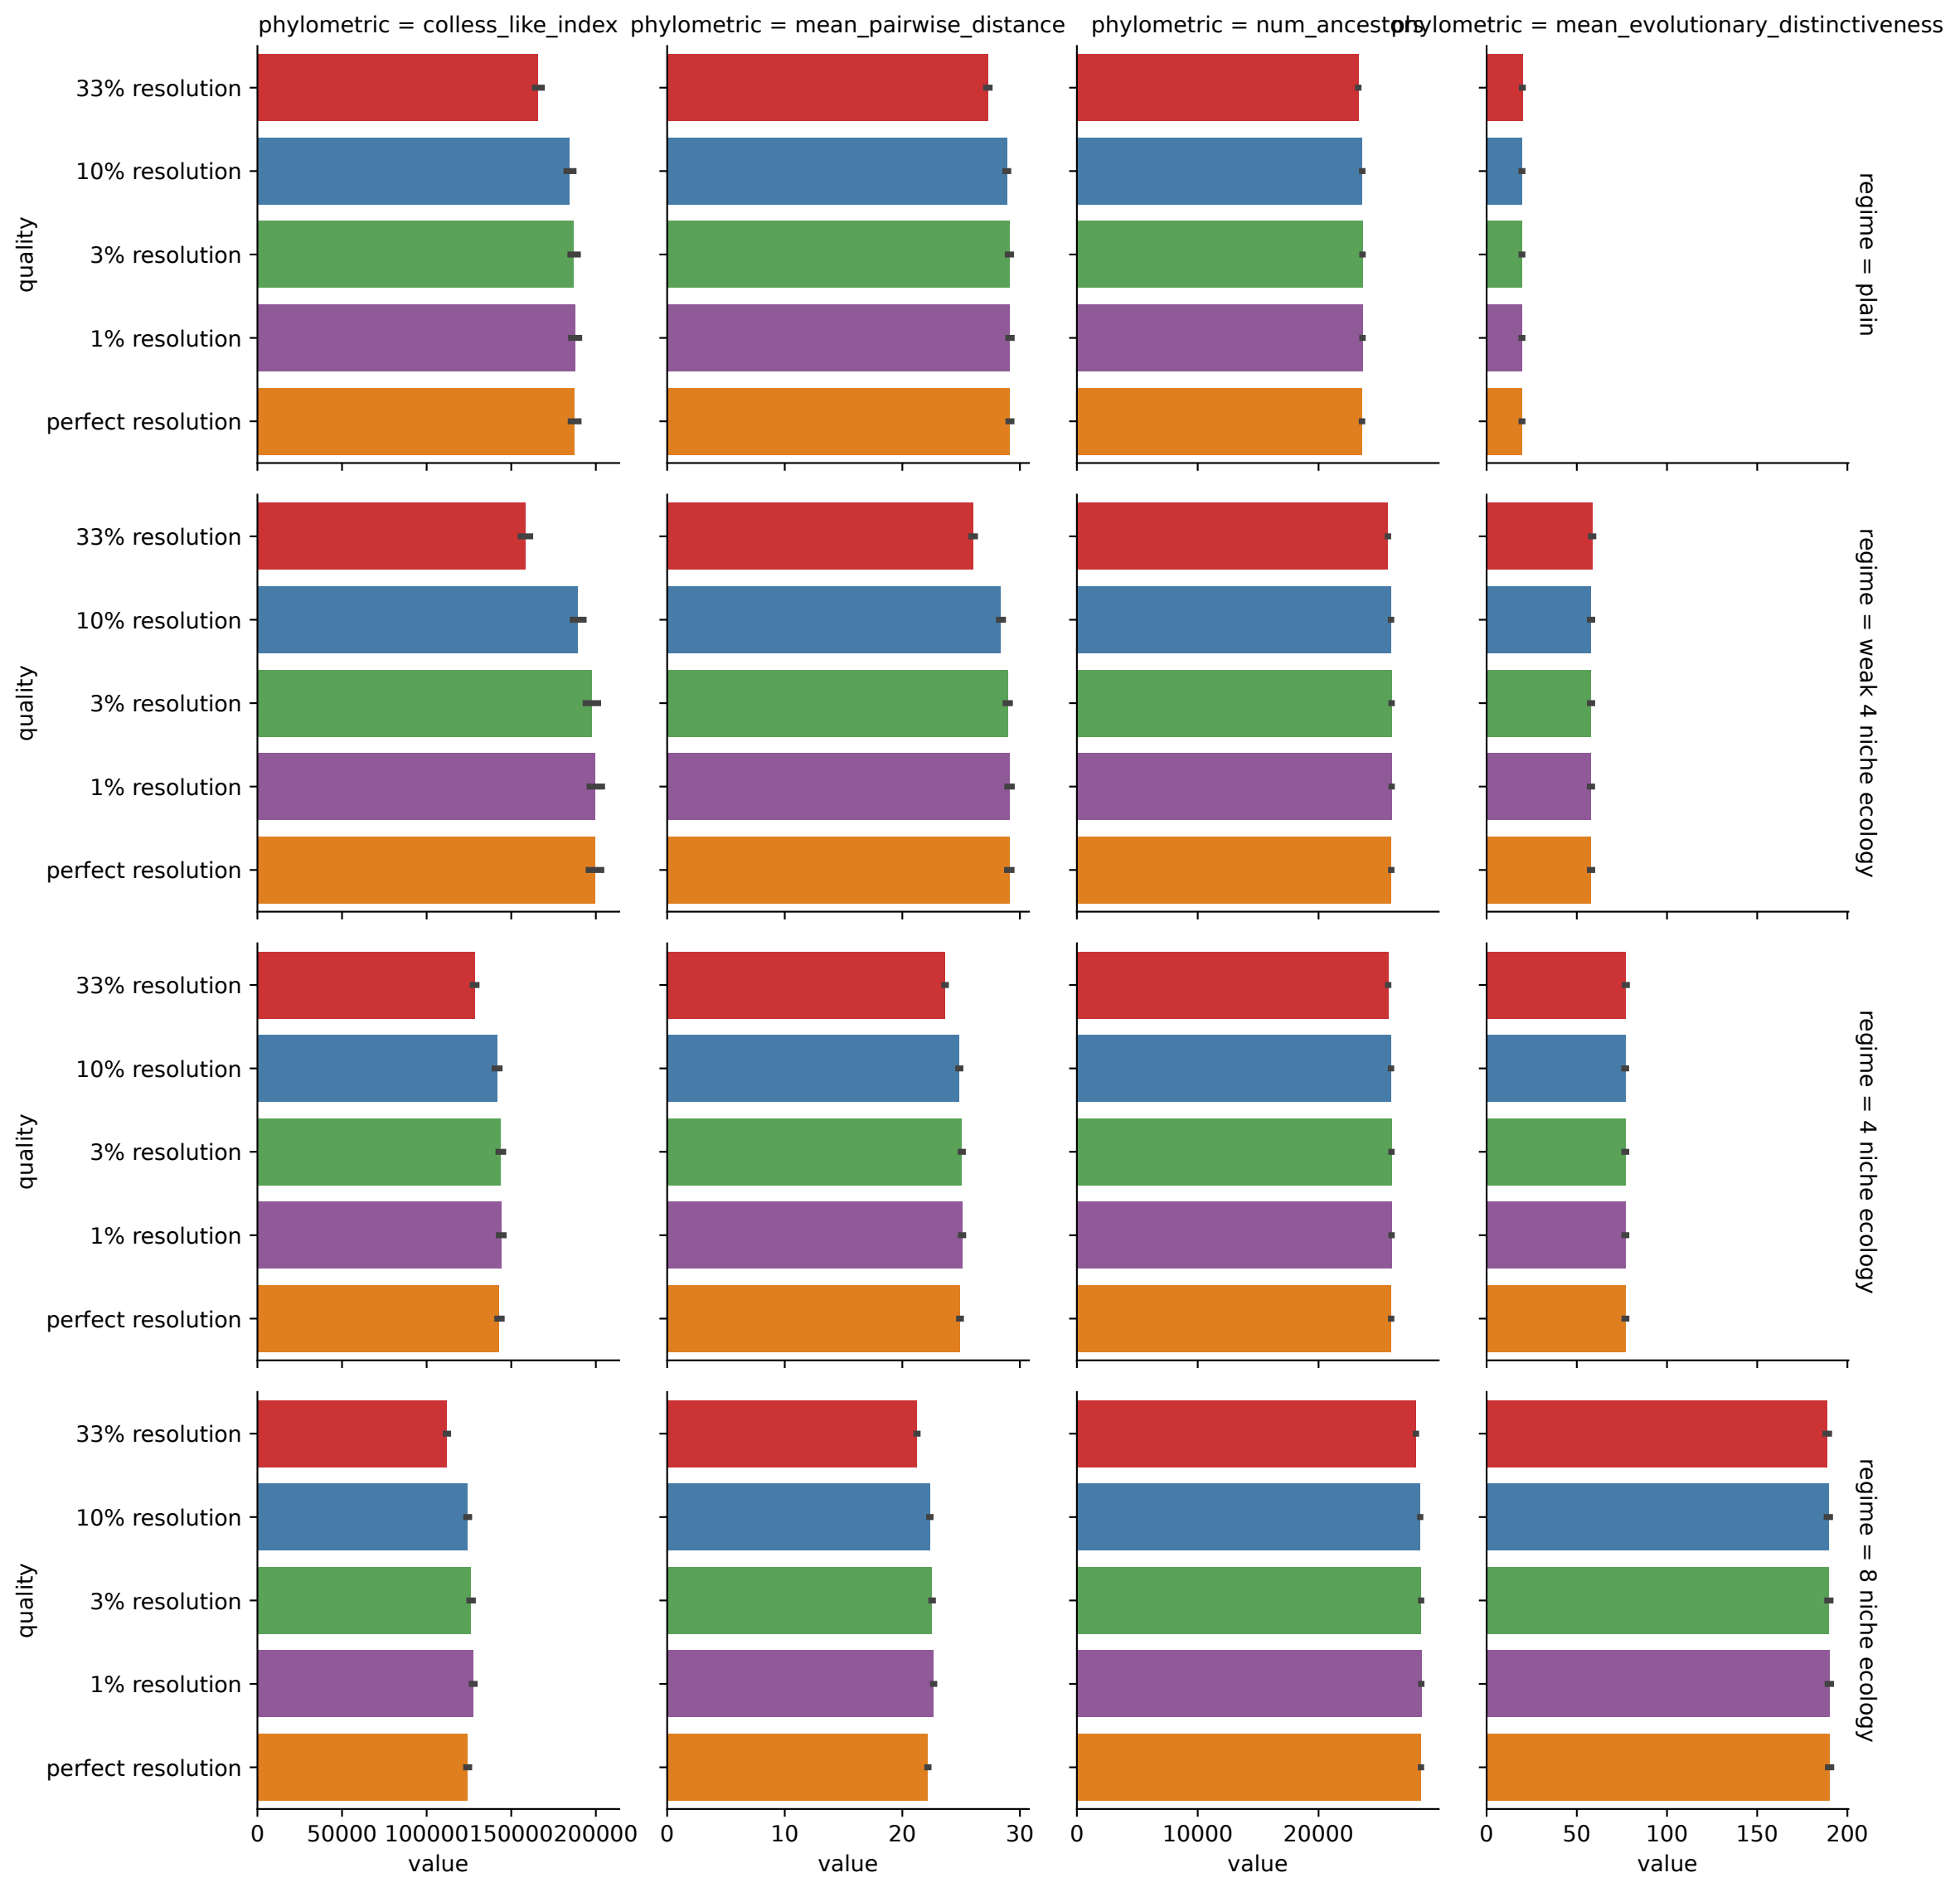 phylometric = colless_like_index phylometric = mean_pairwise_distance phylometric = num_ancestors phylometric = mean_evolutionary_distinctiveness
33% resolution
10% resolution
3% resolution
1% resolution
perfect resolution
quality
regime = plain
33% resolution
10% resolution
3% resolution
1% resolution
perfect resolution
quality
regime = weak 4 niche ecology
33% resolution
10% resolution
3% resolution
1% resolution
perfect resolution
quality
regime = 4 niche ecology
33% resolution
10% resolution
3% resolution
1% resolution
perfect resolution
quality
regime = 8 niche ecology
0 50000 100000 150000 200000 0 10 20 30 0 10000 20000 0 50 100 150 200
value value value value